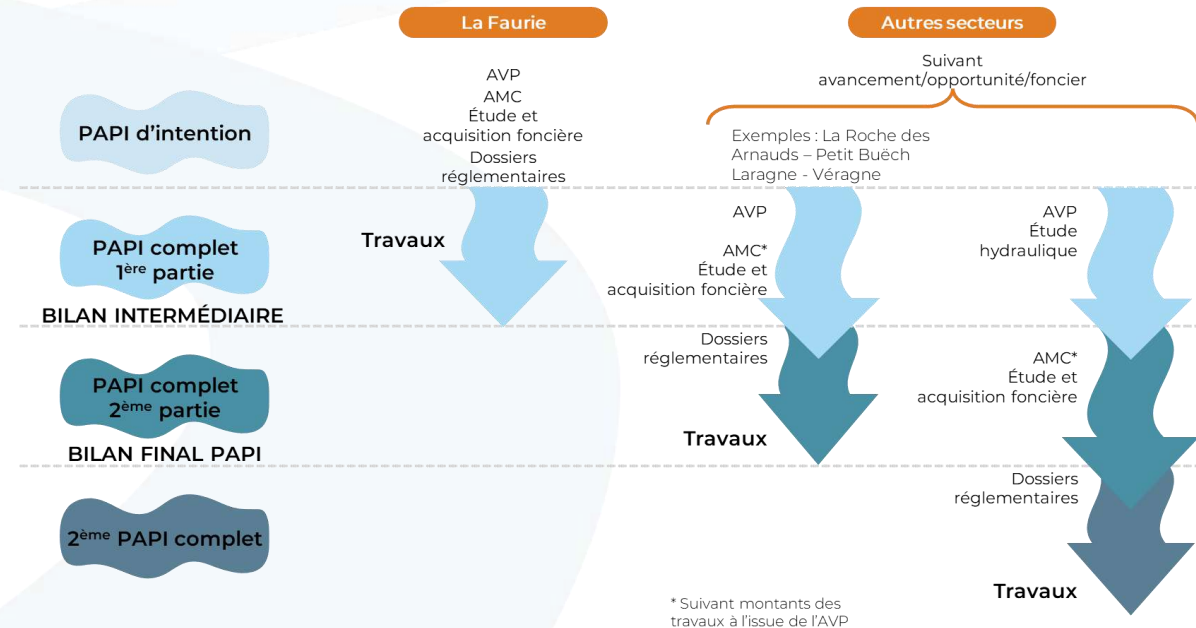 La Faurie
Autres secteurs
AVP
AMC
Étude et
acquisition foncière
Dossiers
réglementaires
Suivant
avancement/opportunité/foncier
PAPI d'intention
Exemples : La Roche des
Arnauds – Petit Buëch
Laragne - Véragne
PAPI complet
1ère partie
Travaux
AVP
AMC*
Étude et
acquisition foncière
AVP
Étude
hydraulique
BILAN INTERMÉDIAIRE
PAPI complet
2ème partie
Dossiers
réglementaires
Travaux
AMC*
Étude et
acquisition foncière
BILAN FINAL PAPI
2ème PAPI complet
Dossiers
réglementaires
Travaux
* Suivant montants des
travaux à l'issue de l'AVP